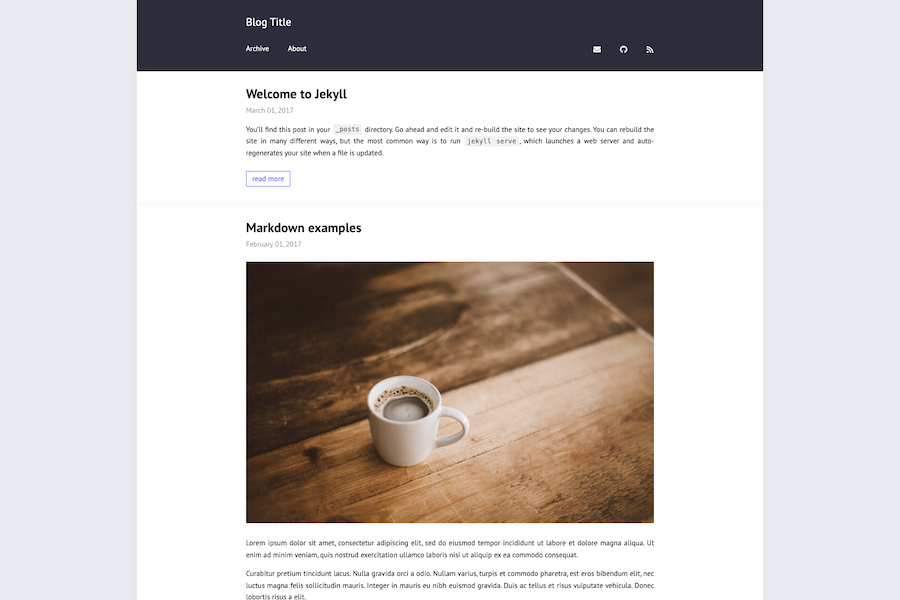 Blog Title
Archive About
Welcome to Jekyll
March 01, 2017
You'll find this post in your _posts directory. Go ahead and edit it and re-build the site to see your changes. You can rebuild the
site in many different ways, but the most common way is to run jekyll serve, which launches a web server and auto-
regenerates your site when a file is updated.
read more
Markdown examples
February 01, 2017
Lorem ipsum dolor sit amet, consectetur adipiscing elit, sed do eiusmod tempor incididunt ut labore et dolore magna aliqua. Ut
enim ad minim veniam, quis nostrud exercitation ullamco laboris nisi ut aliquip ex ea commodo consequat.
Curabitur pretium tincidunt lacus. Nulla gravida orci a odio. Nullam varius, turpis et commodo pharetra, est eros bibendum elit, nec
luctus magna felis sollicitudin mauris. Integer in mauris eu nibh euismod gravida. Duis ac tellus et risus vulputate vehicula. Donec
lobortis risus a elit.